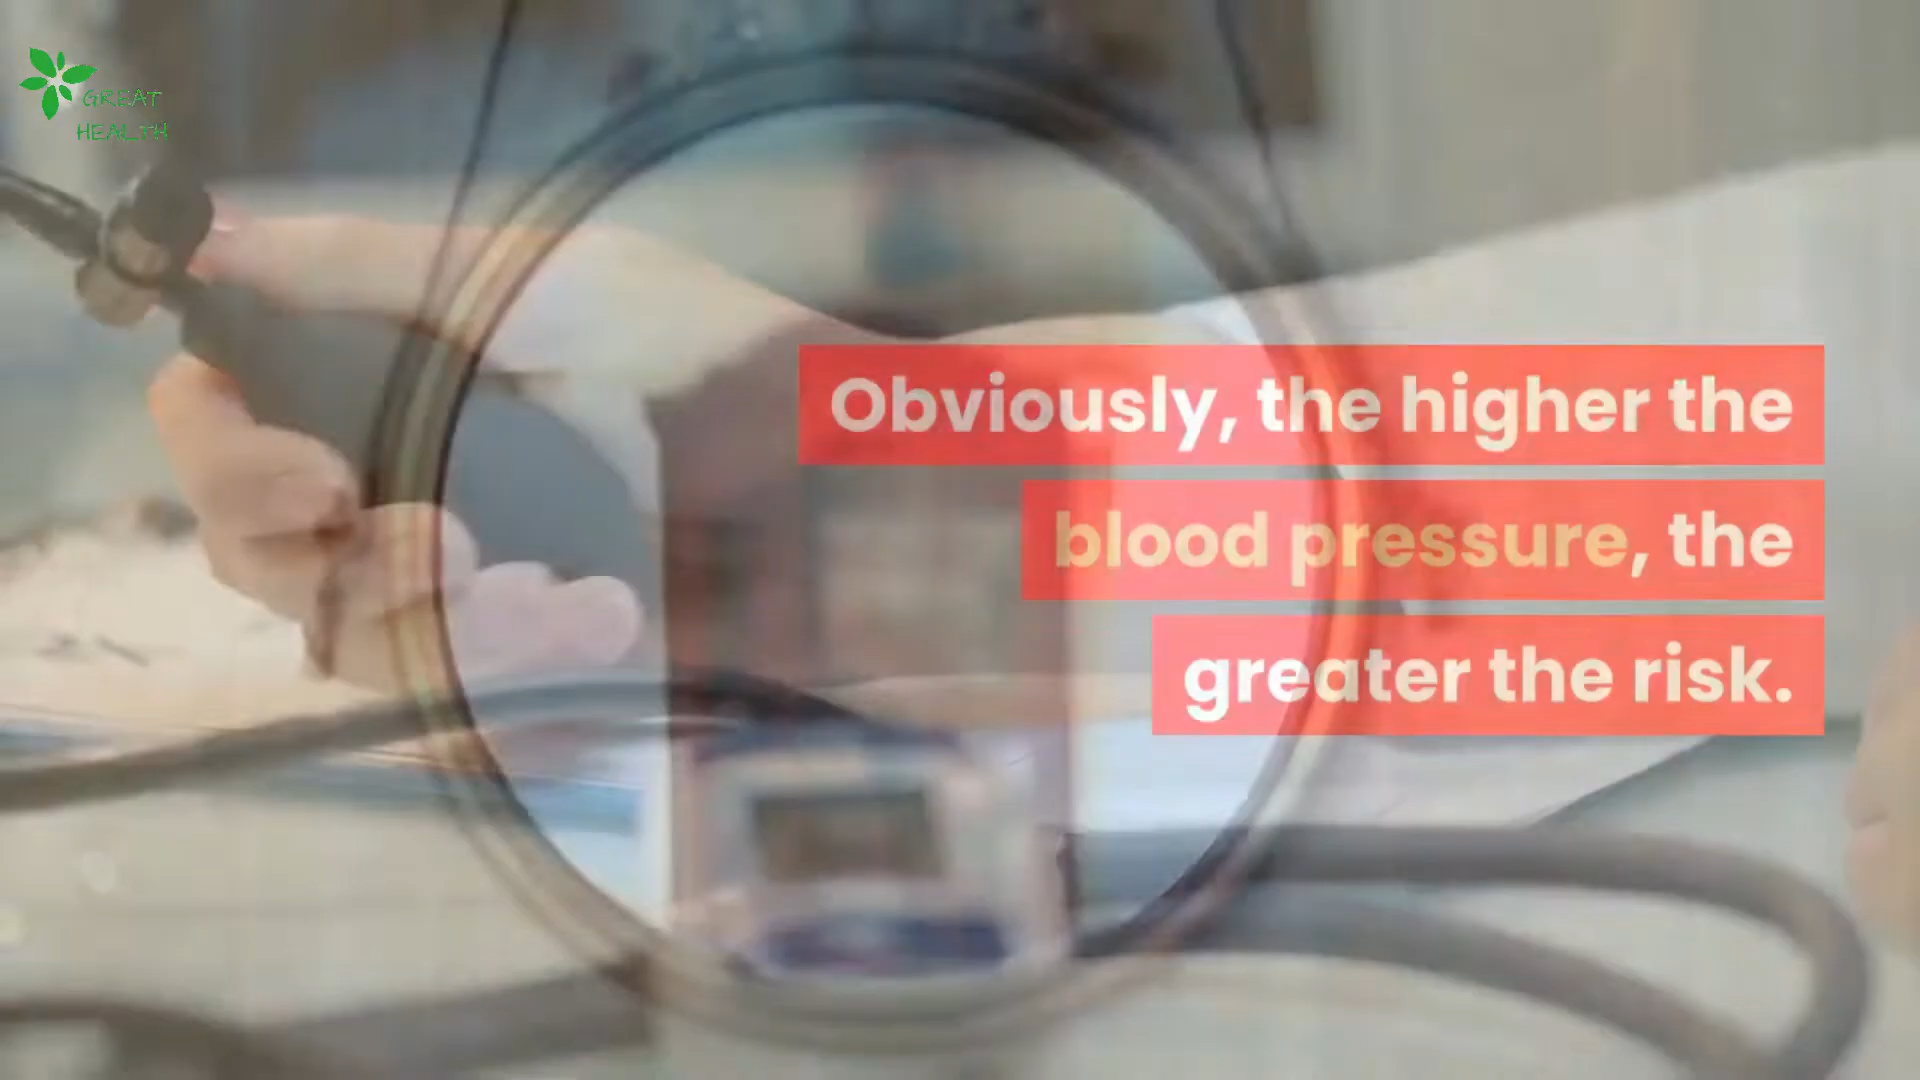 GREAT
HEALTH
Obviously, the higher the
blood pressure, the
greater the risk.